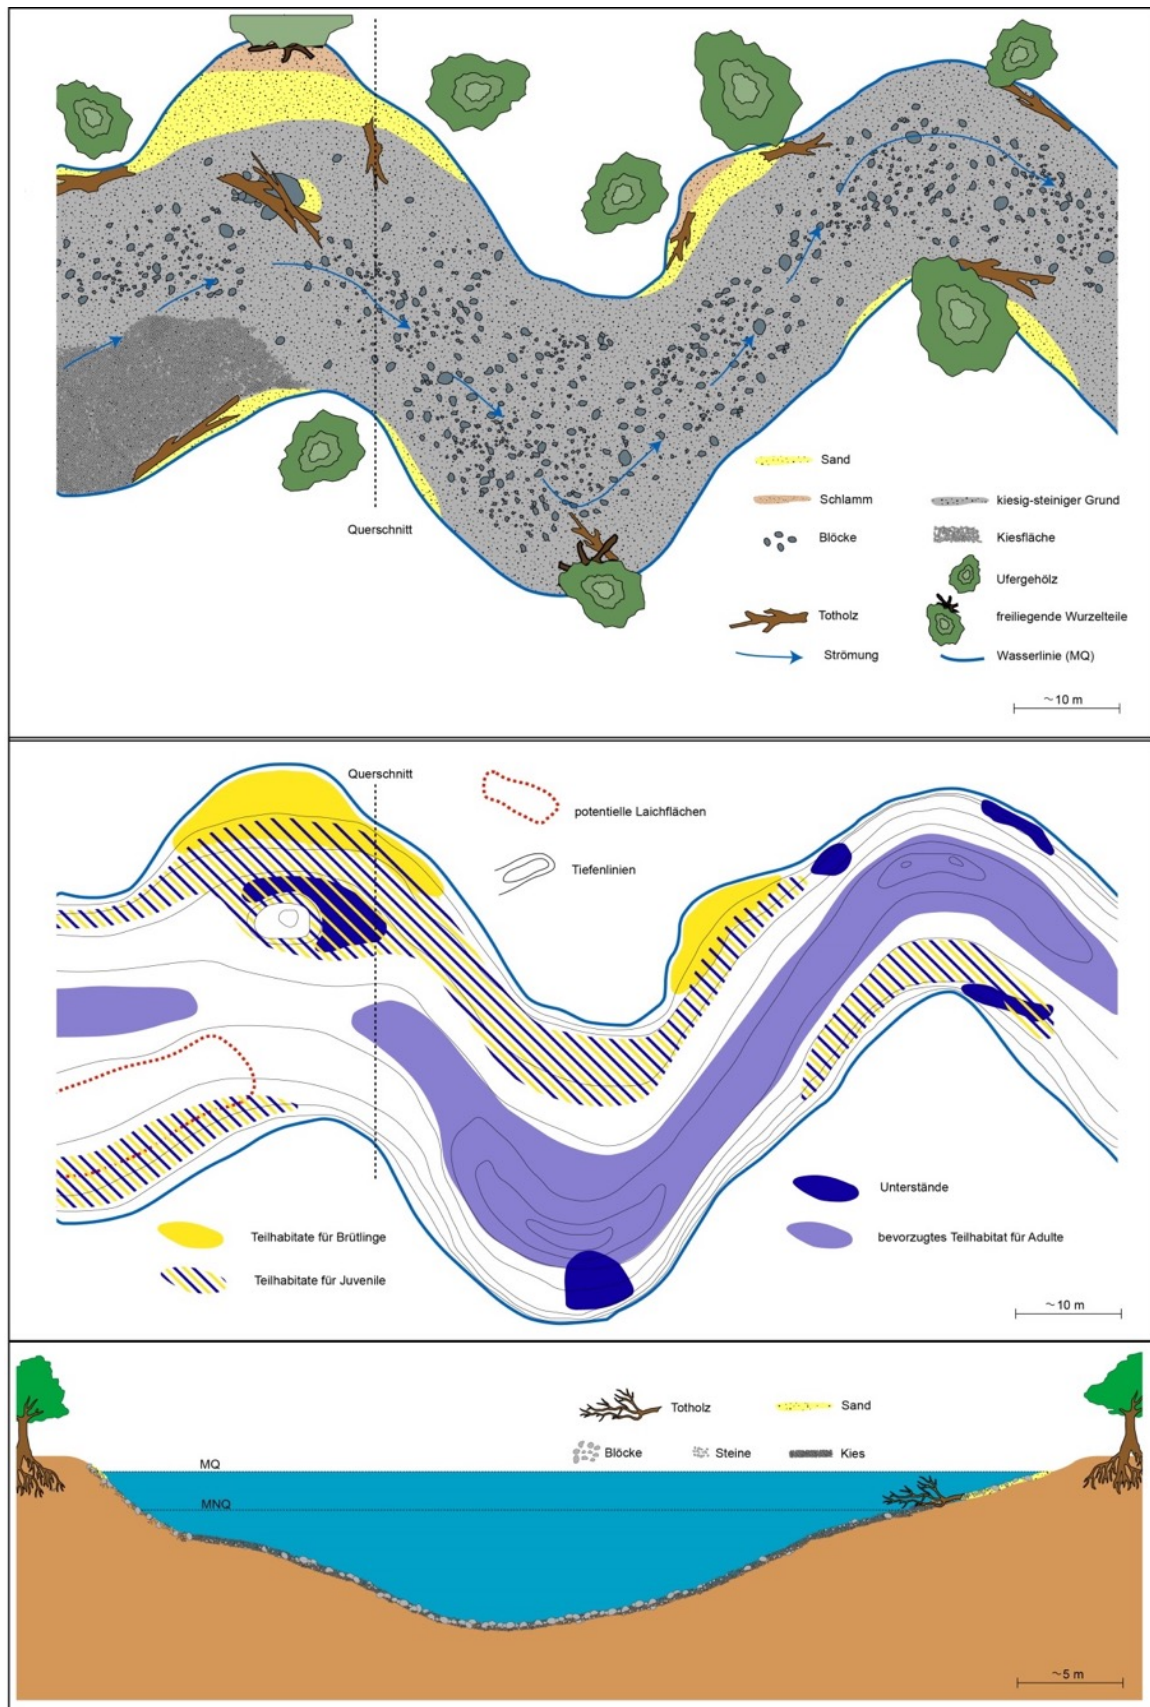 Querschnitt
Sand
Schlamm
kiesig-steiniger Grund
Blöcke
Kiesfläche
Ufergehölz
Totholz
freiliegende Wurzelteile
Strömung
Wasserlinie (MQ)
~10 m
Querschnitt
potentielle Laichflächen
Tiefenlinien
Unterstände
Teilhabitate für Brütlinge
bevorzugtes Teilhabitat für Adulte
Teilhabitate für Juvenile
~10 m
Totholz
Sand
Blöcke
Steine
Kies
MQ
MNQ
~5 m